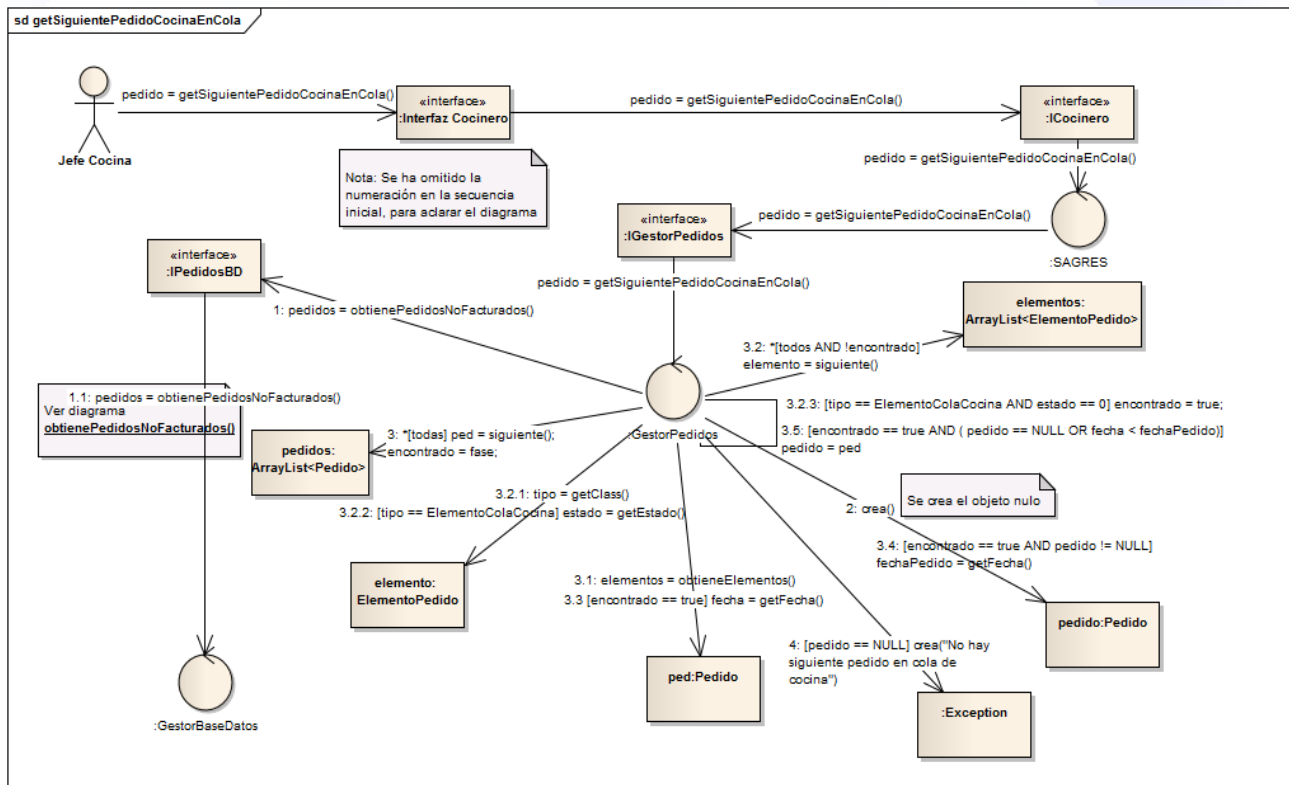 sd getSiguientePedidoCocinaEnCola
pedido = getSiguientePedidoCocinaEnCola()
«interface»
:Interfaz Cocinero
pedido = getSiguientePedidoCocinaEnCola()
«interface»
:ICocinero
Jefe Cocina
pedido = getSiguientePedidoCocinaEnCola()
Nota: Se ha omitido la
numeración en la secuencia
inicial, para aclarar el diagrama
«interface»
:IGestorPedidos
pedido = getSiguientePedidoCocinaEnCola()
:SAGRES
«interface»
:IPedidosBD
pedido = getSiguientePedidoCocinaEnCola()
1: pedidos = obtienePedidosNoFacturados()
elementos:
ArrayList<ElementoPedido>
3.2: *[todos AND !encontrado]
elemento = siguiente()
1.1: pedidos = obtienePedidosNoFacturados()
Ver diagrama
obtienePedidosNoFacturados()
3.2.3: [tipo == ElementoColaCocina AND estado == 0] encontrado = true;
:GestorPedidos
3.5: [encontrado == true AND ( pedido == NULL OR fecha < fechaPedido)]
pedido = ped
3: *[todas] ped = siguiente();
encontrado = fase;
pedidos:
ArrayList<Pedido>
3.2.1: tipo = getClass()
3.2.2: [tipo == ElementoColaCocina] estado = getEstado()
Se crea el objeto nulo
2: crea()
3.4: [encontrado == true AND pedido != NULL]
fechaPedido = getFecha()
elemento:
ElementoPedido
3.1: elementos = obtieneElementos()
3.3 [encontrado == true] fecha = getFecha()
pedido:Pedido
4: [pedido == NULL] crea("No hay
siguiente pedido en cola de
cocina")
ped:Pedido
:Exception
:GestorBaseDatos